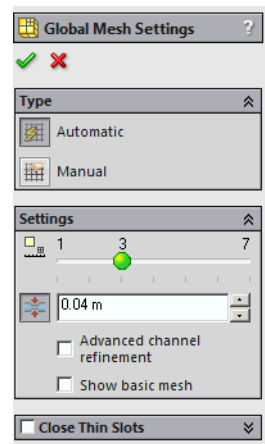 Global Mesh Settings ?
Type
Automatic
Manual
Settings
1 3 7
0.04 m
Advanced channel
refinement
Show basic mesh
Close Thin Slots